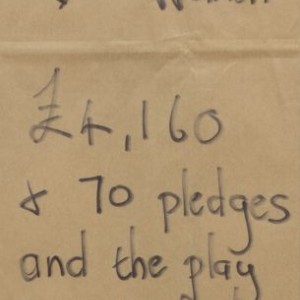 £4,160
& 70 pledges
and the play